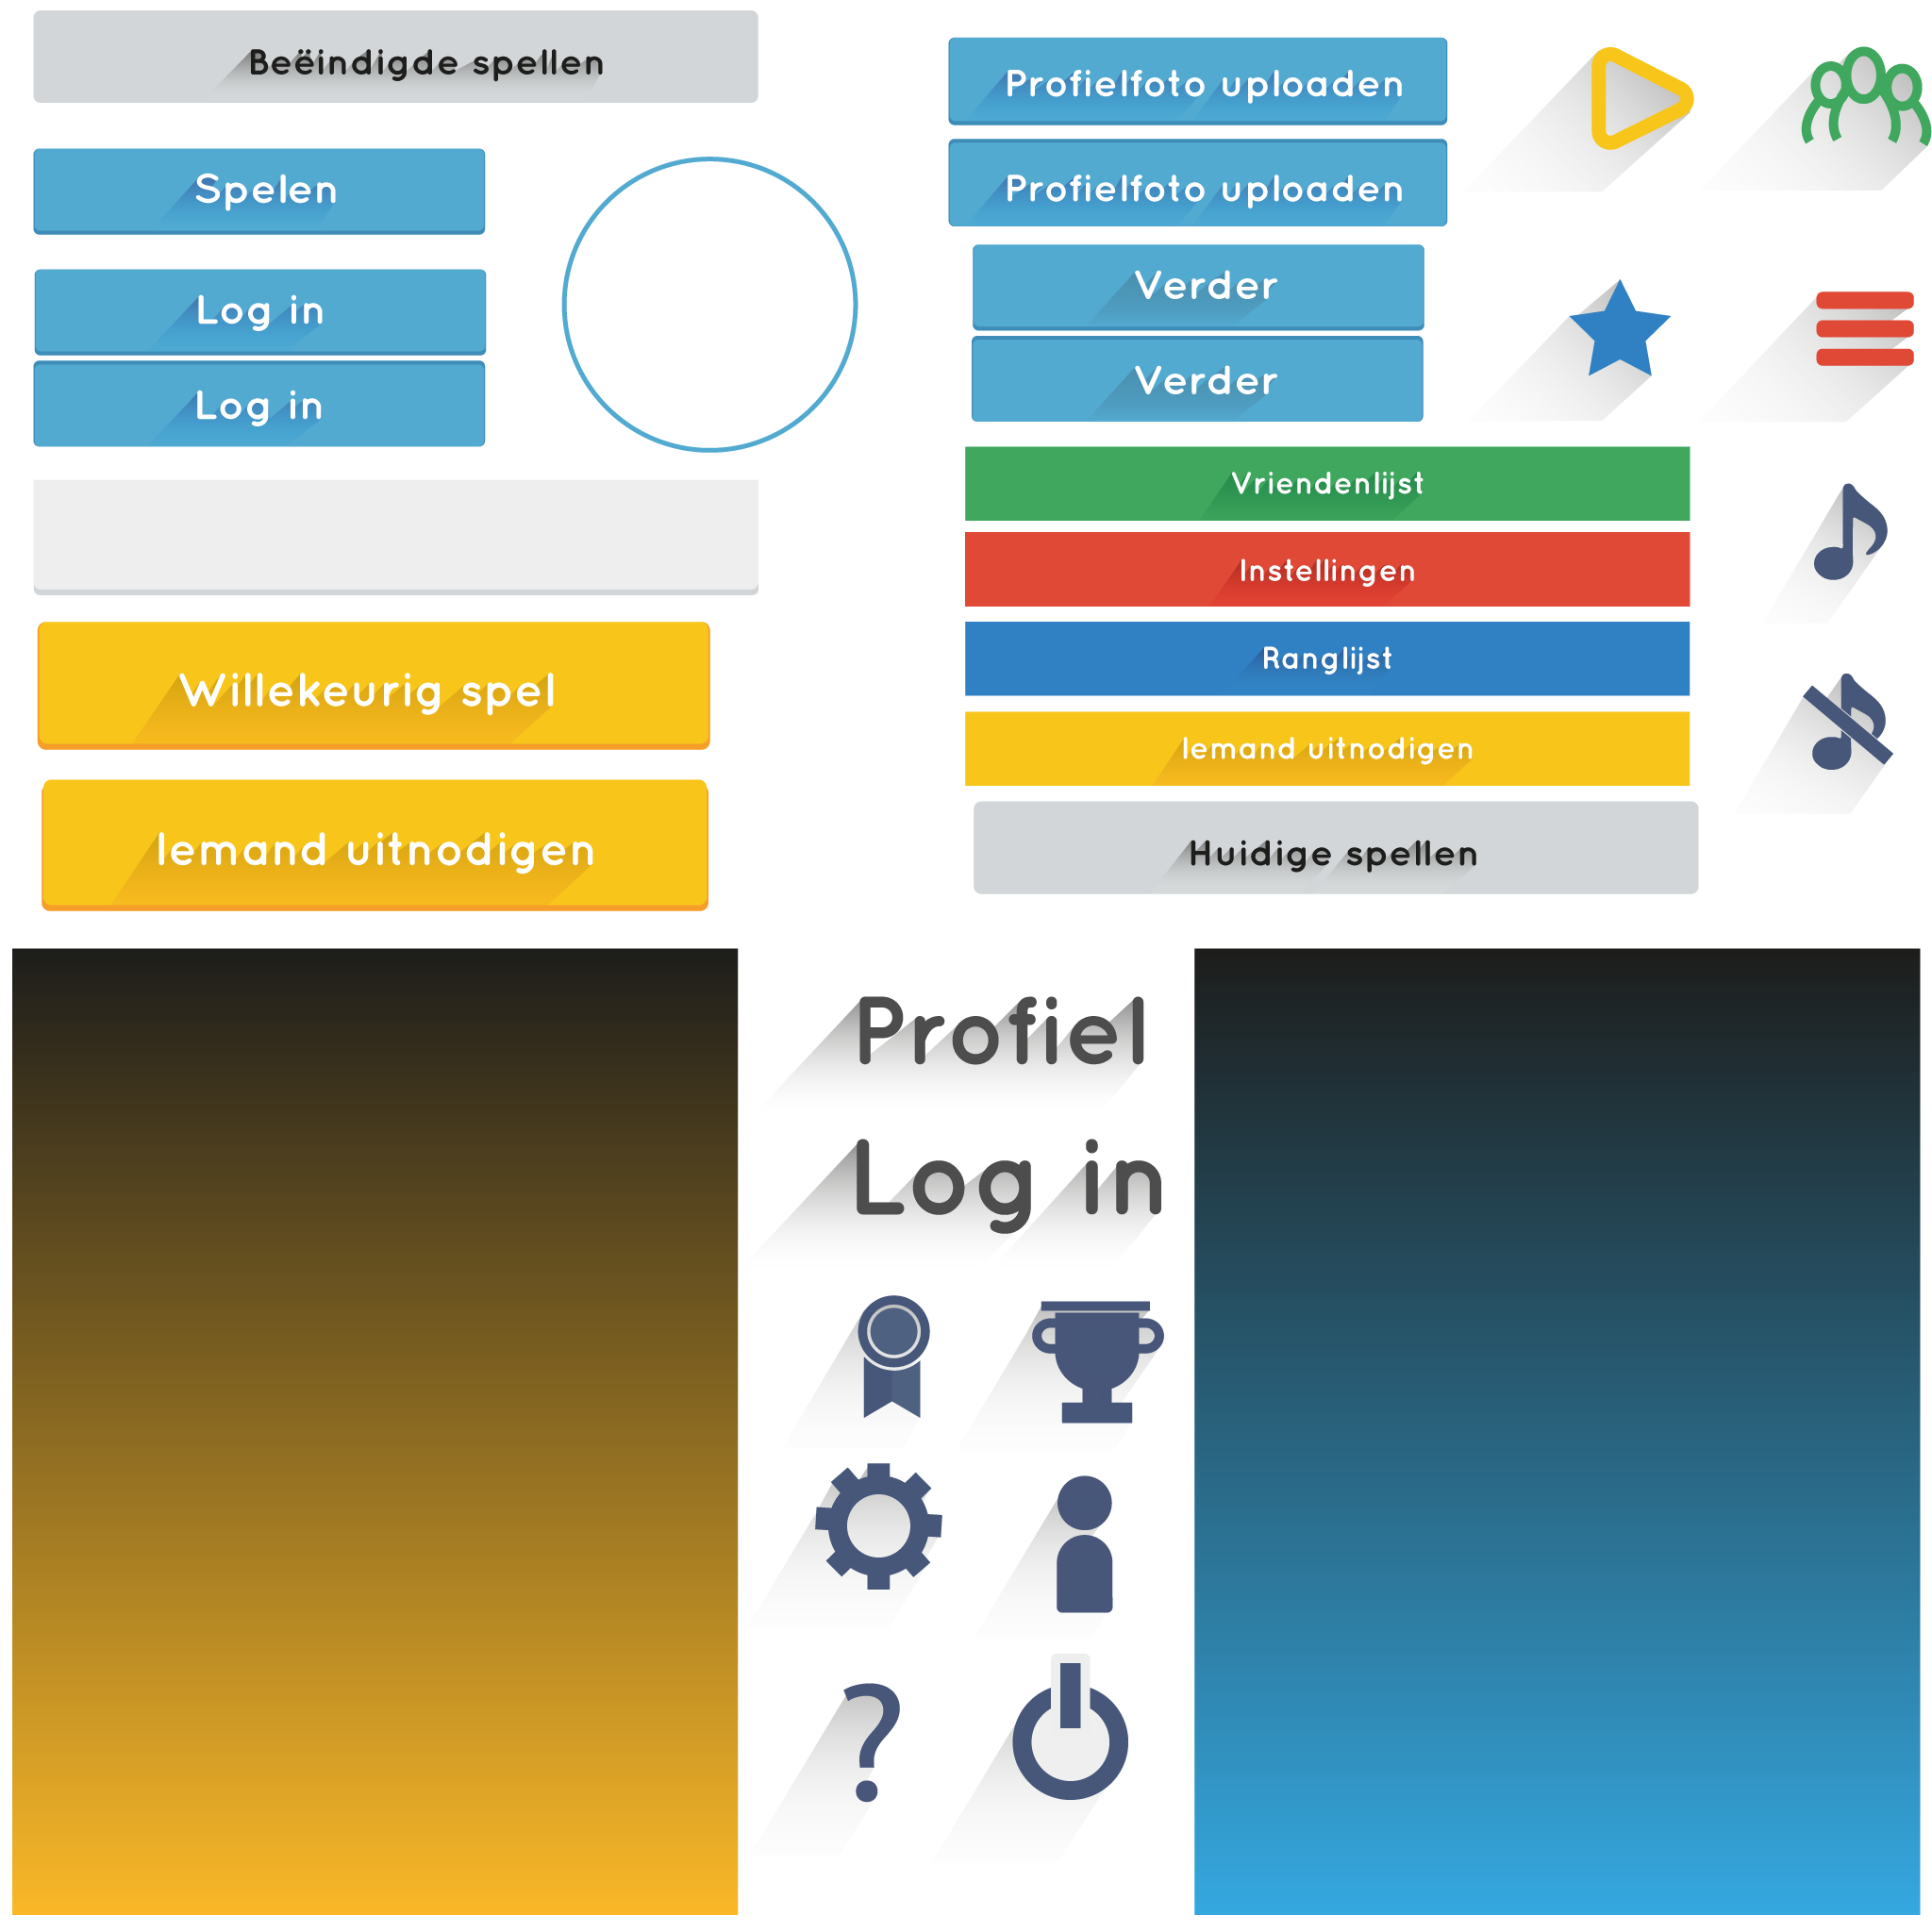 Beëindigde spellen
Spelen
Log in
Log in
Willekeurig spel
Iemand uitnodigen
Profielfoto uploaden
Profielfoto uploaden
Verder
Verder
Vriendenlijst
Instellingen
Ranglijst
Iemand uitnodigen
Huidige spellen
Profiel
Log in
?